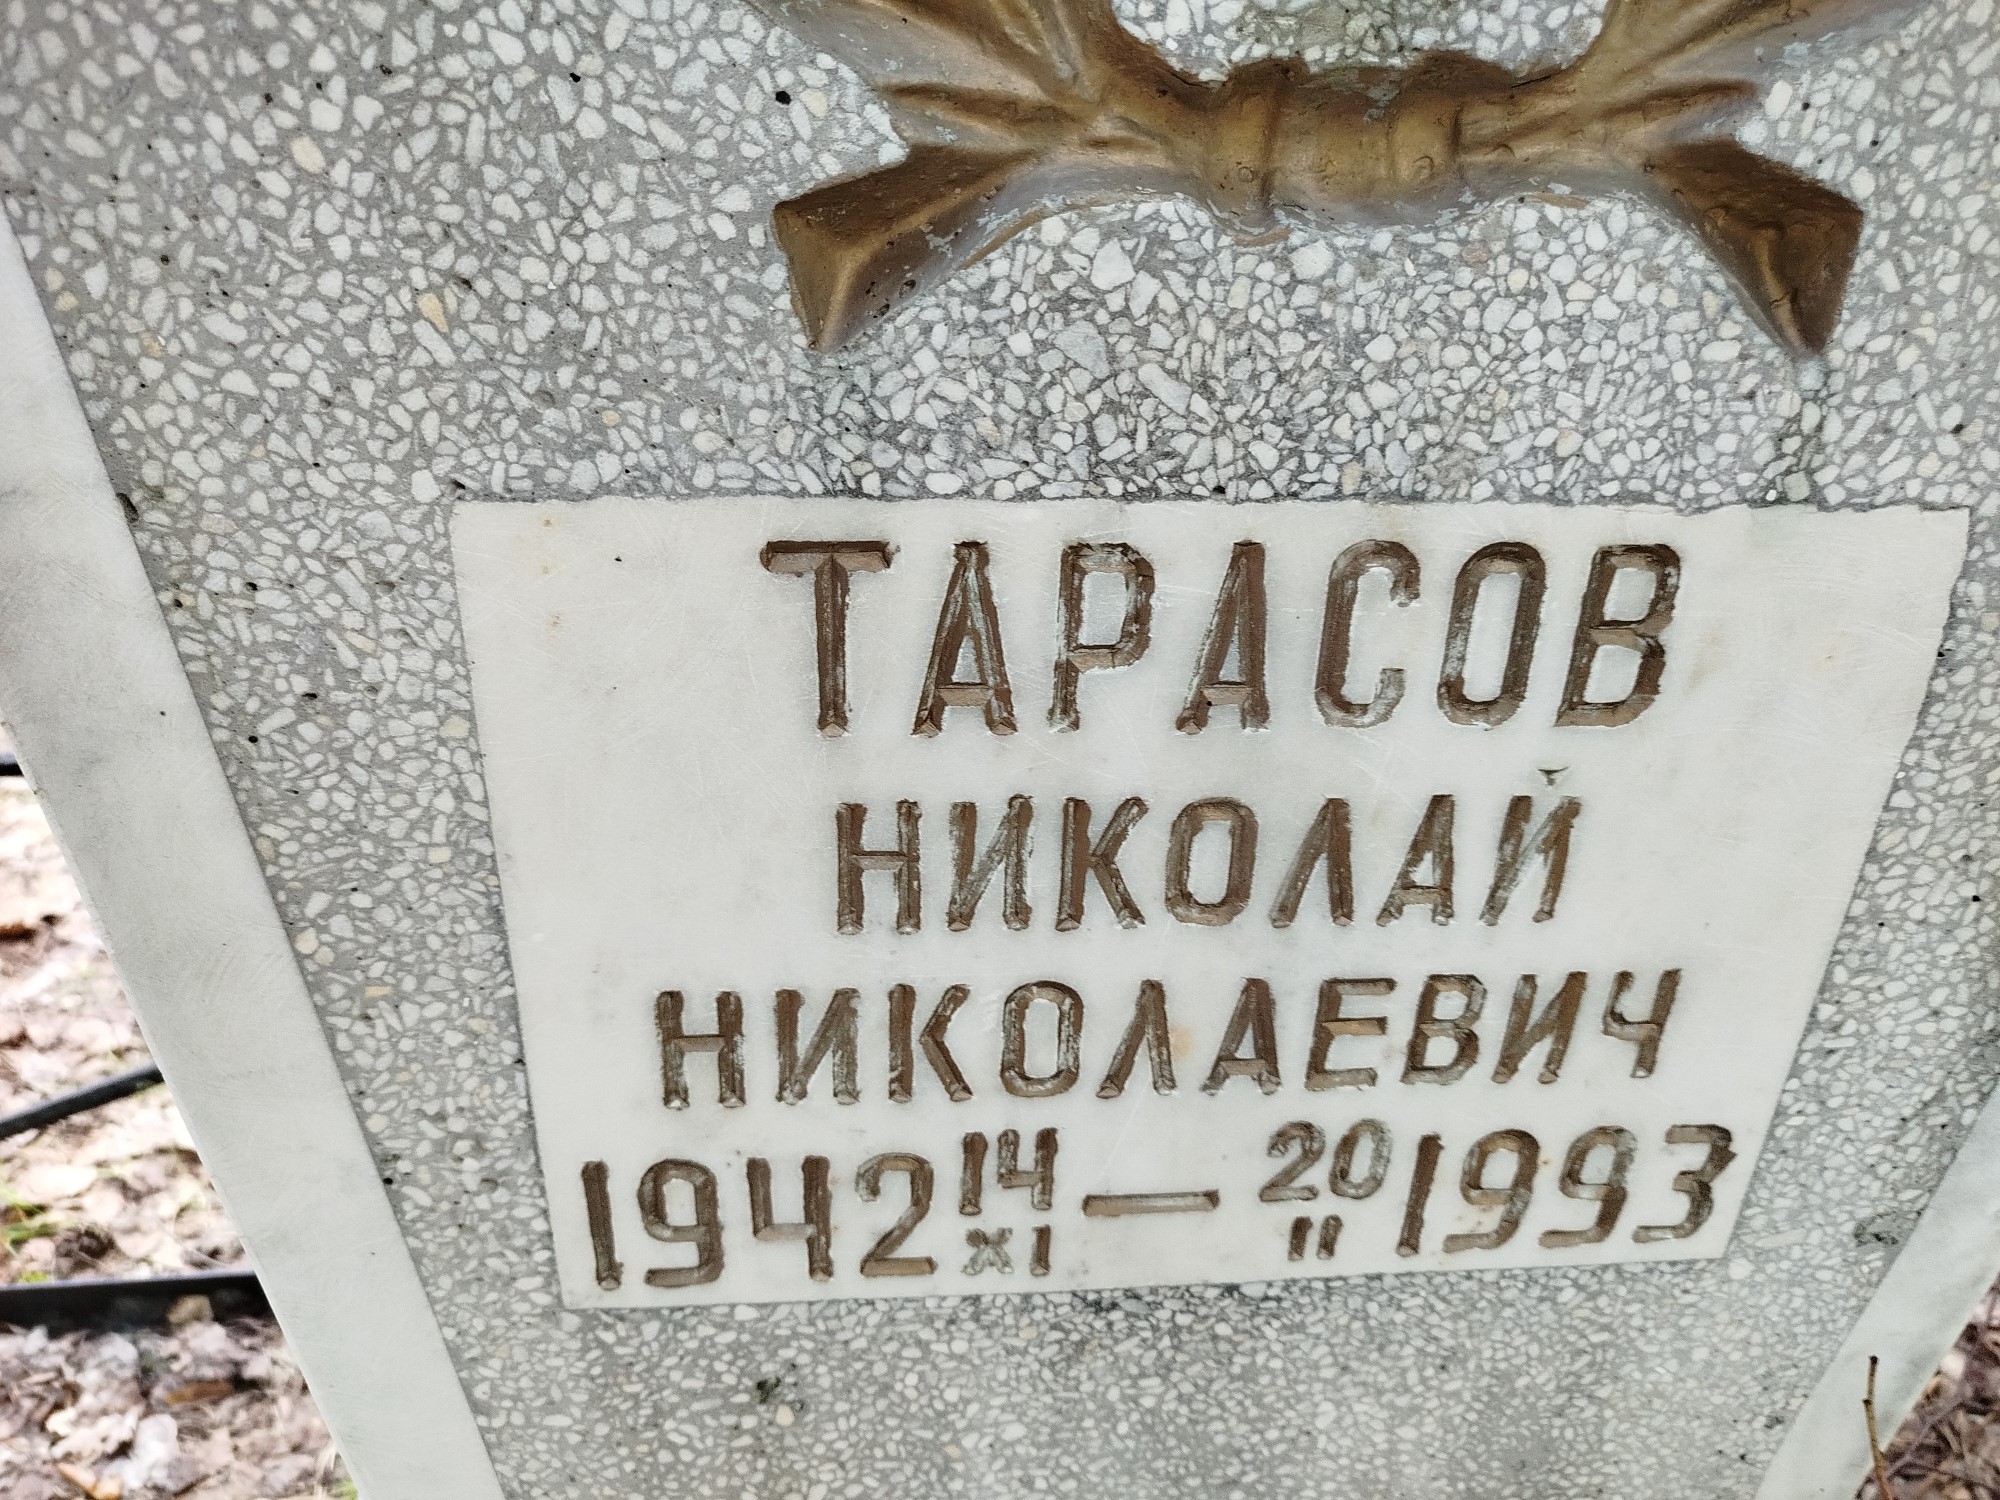 ТАРАСОВ
НИКОЛАЙ
НИКОЛАЕВИЧ
1942 14/XI — 20/II 1993